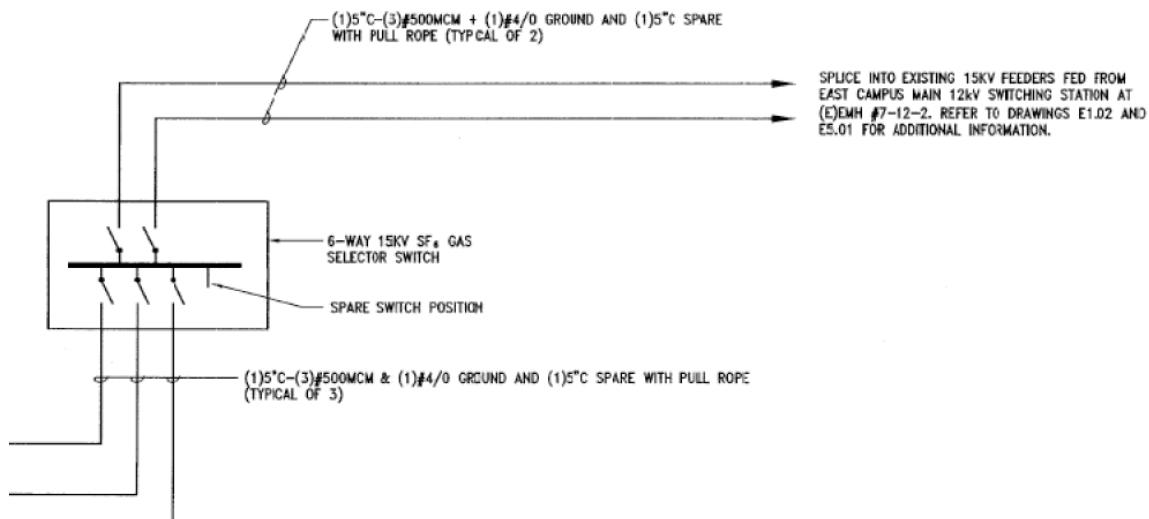 (1)5"C-(3)#500MCM + (1)#4/0 GROUND AND (1)5"C SPARE
WITH PULL ROPE (TYPCAL OF 2)
SPLICE INTO EXISTING 15KV FEEDERS FED FROM
EAST CAMPUS MAIN 12kV SWITCHING STATION AT
(E)EMH #7-12-2. REFER TO DRAWINGS E1.02 AND
E5.01 FOR ADDITIONAL INFORMATION.
6-WAY 15KV SF₆ GAS
SELECTOR SWITCH
SPARE SWITCH POSITION
(1)5"C-(3)#500MCM & (1)#4/0 GROUND AND (1)5"C SPARE WITH PULL ROPE
(TYPICAL OF 3)